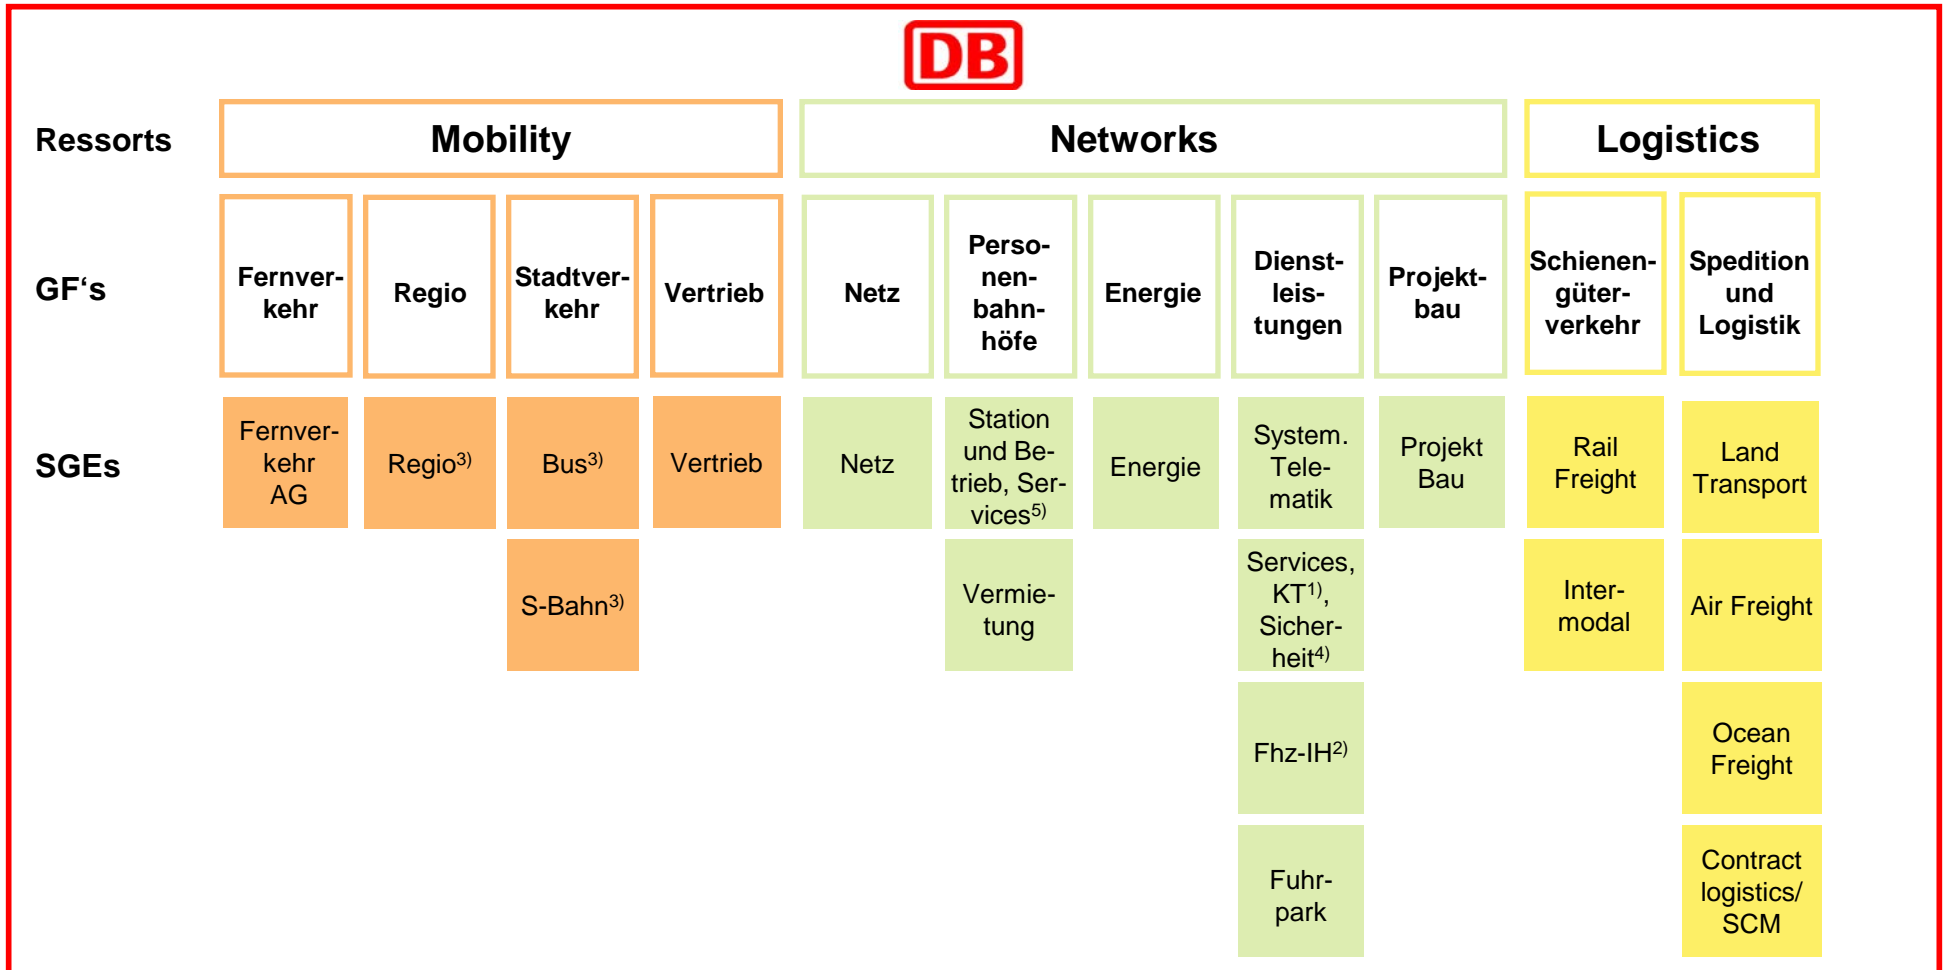 DB
Ressorts
Mobility
Networks
Logistics
GF‘s
Fernver-
kehr
Regio
Stadtver-
kehr
Vertrieb
Netz
Perso-
nen-
bahn-
höfe
Energie
Dienst-
leis-
tungen
Projekt-
bau
Schienen-
güter-
verkehr
Spedition
und
Logistik
SGEs
Fernver-
kehr
AG
Regio3)
Bus3)
Vertrieb
Netz
Station
und Be-
trieb, Ser-
vices5)
Energie
System.
Tele-
matik
Projekt
Bau
Rail
Freight
Land
Transport
S-Bahn3)
Vermie-
tung
Services,
KT1),
Sicher-
heit4)
Inter-
modal
Air Freight
Fhz-IH2)
Ocean
Freight
Fuhr-
park
Contract
logistics/
SCM